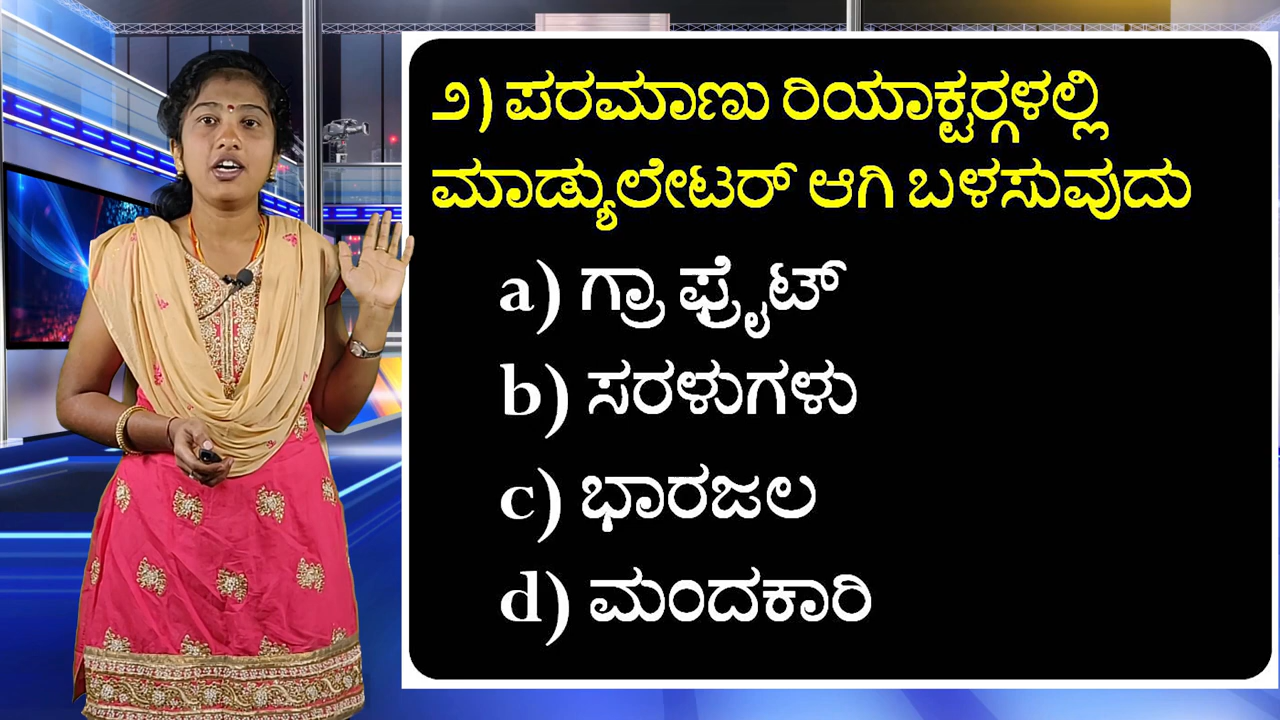 ೨) ಪರಮಾಣು ರಿಯಾಕ್ಟರ್‍ಗಳಲ್ಲಿ
ಮಾಡ್ಯುಲೇಟರ್ ಆಗಿ ಬಳಸುವುದು
a) ಗ್ರಾ ಫ್ರೈಟ್
b) ಸರಳುಗಳು
c) ಭಾರಜಲ
d) ಮಂದಕಾರಿ